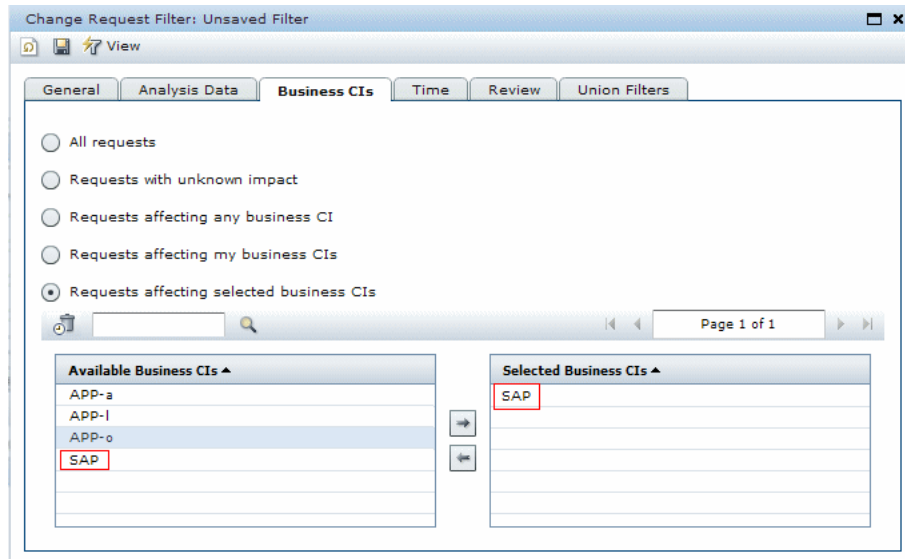 Change Request Filter: Unsaved Filter
View
General Analysis Data Business CIs Time Review Union Filters
All requests
Requests with unknown impact
Requests affecting any business CI
Requests affecting my business CIs
Requests affecting selected business CIs
Page 1 of 1
Available Business CIs
APP-a
APP-l
APP-o
SAP
Selected Business CIs
SAP